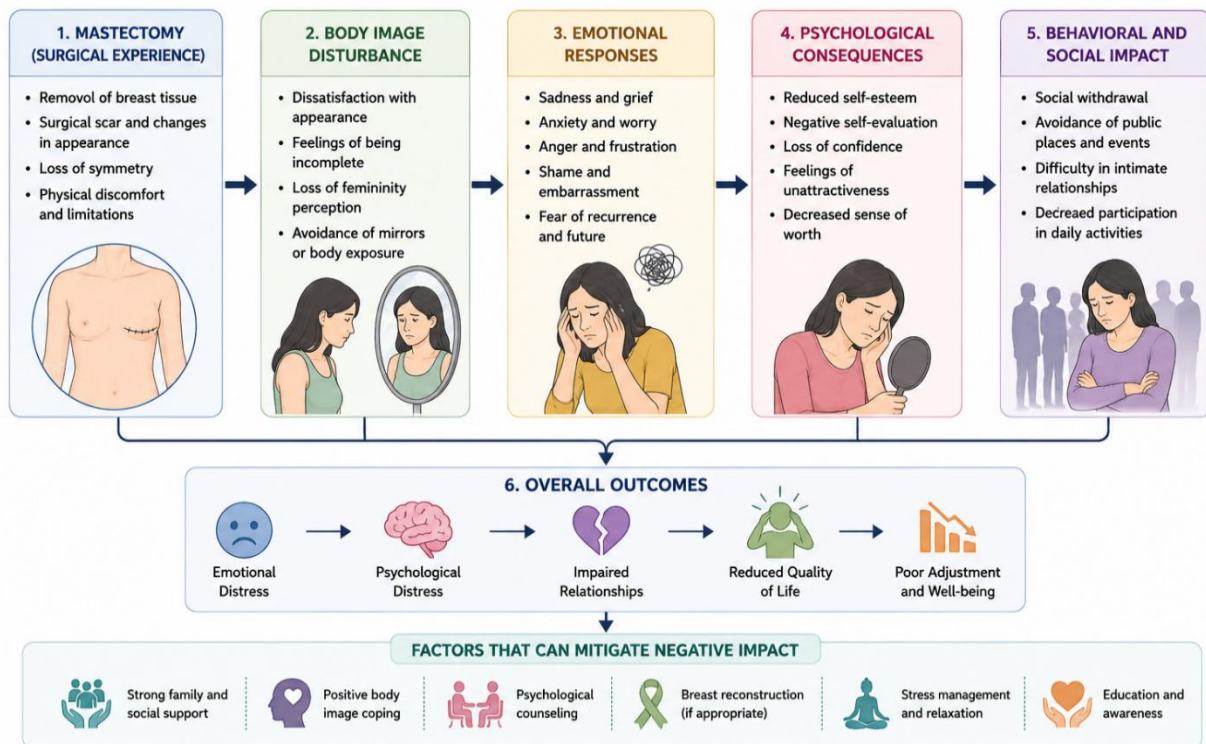 1. MASTECTOMY
(SURGICAL EXPERIENCE)
• Removol of breast tissue
• Surgical scar and changes
in appearance
• Loss of symmetry
• Physical discomfort
and limitations
2. BODY IMAGE
DISTURBANCE
• Dissatisfaction with
appearance
• Feelings of being
incomplete
• Loss of femininity
perception
• Avoidance of mirrors
or body exposure
3. EMOTIONAL
RESPONSES
• Sadness and grief
• Anxiety and worry
• Anger and frustration
• Shame and
embarrassment
• Fear of recurrence
and future
4. PSYCHOLOGICAL
CONSEQUENCES
• Reduced self-esteem
• Negative self-evaluation
• Loss of confidence
• Feelings of
unattractiveness
• Decreased sense of
worth
5. BEHAVIORAL AND
SOCIAL IMPACT
• Social withdrawal
• Avoidance of public
places and events
• Difficulty in intimate
relationships
• Decreaed participation
in daily activities
6. OVERALL OUTCOMES
Emotional
Distress
Psychological
Distress
Impaired
Relationships
Reduced Quality
of Life
Poor Adjustment
and Well-being
FACTORS THAT CAN MITIGATE NEGATIVE IMPACT
Strong family and
social support
Positive body
image coping
Psychological
counseling
Breast reconstruction
(if appropriate)
Stress management
and relaxation
Education and
awareness